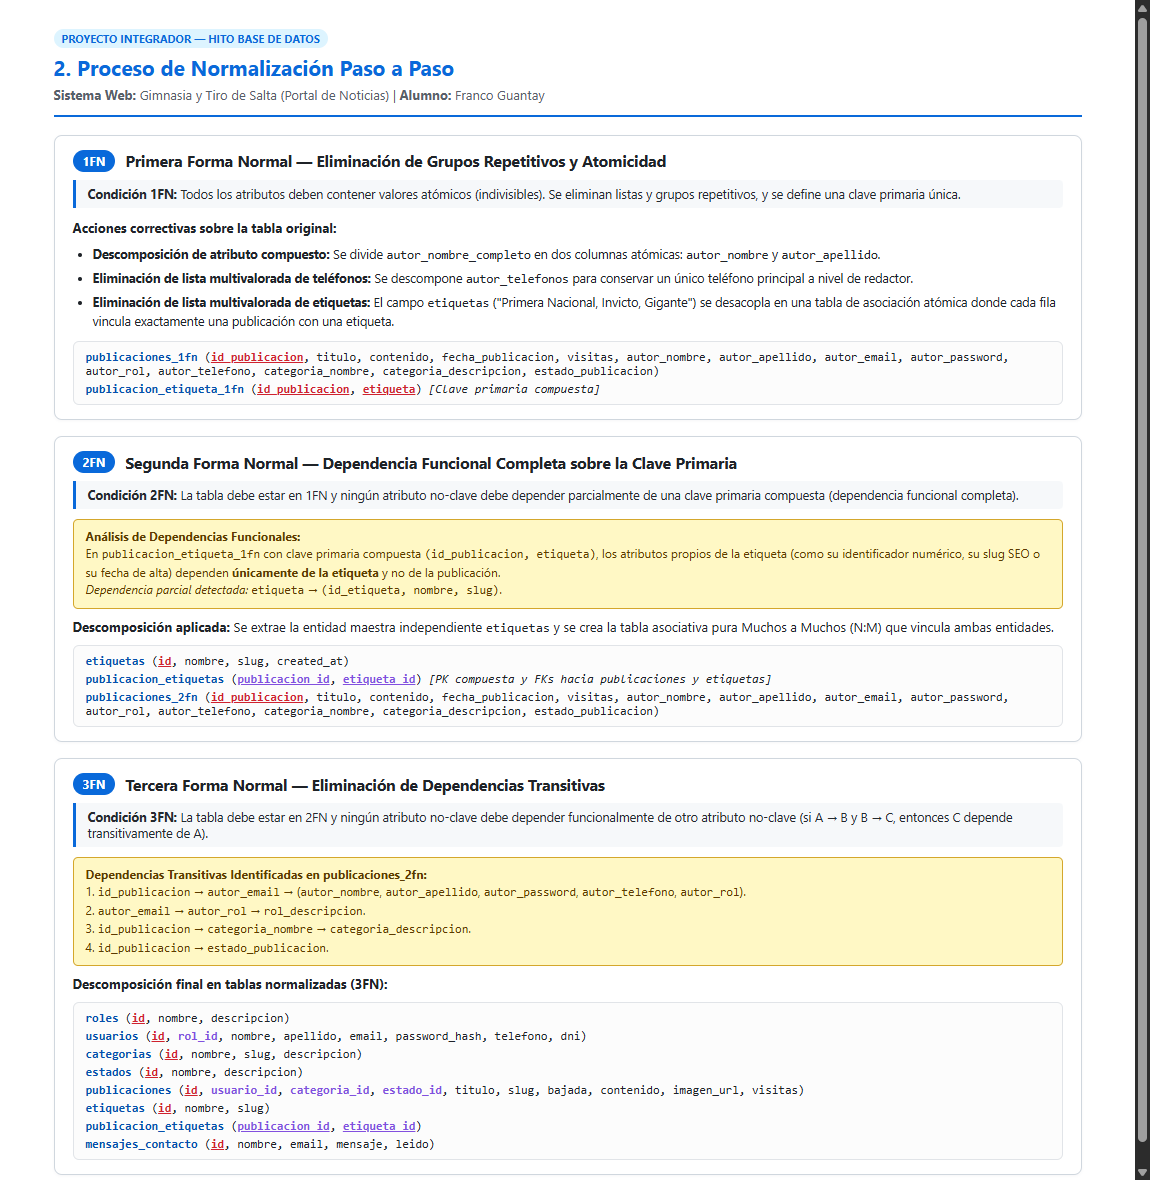 PROYECTO INTEGRADOR — HITO BASE DE DATOS
2. Proceso de Normalización Paso a Paso
Sistema Web: Gimnasia y Tiro de Salta (Portal de Noticias) | Alumno: Franco Guantay
1FN Primera Forma Normal — Eliminación de Grupos Repetitivos y Atomicidad
Condición 1FN: Todos los atributos deben contener valores atómicos (indivisibles). Se eliminan listas y grupos repetitivos, y se define una clave primaria única.
Acciones correctivas sobre la tabla original:
• Descomposición de atributo compuesto: Se divide autor_nombre_completo en dos columnas atómicas: autor_nombre y autor_apellido.
• Eliminación de lista multivalorada de teléfonos: Se descompone autor_telefonos para conservar un único teléfono principal a nivel de redactor.
• Eliminación de lista multivalorada de etiquetas: El campo etiquetas ("Primera Nacional, Invicto, Gigante") se desacopla en una tabla de asociación atómica donde cada fila
vincula exactamente una publicación con una etiqueta.
publicaciones_1fn (id_publicacion, titulo, contenido, fecha_publicacion, visitas, autor_nombre, autor_apellido, autor_email, autor_password,
autor_rol, autor_telefono, categoria_nombre, categoria_descripcion, estado_publicacion)
publicacion_etiqueta_1fn (id_publicacion, etiqueta) [Clave primaria compuesta]
2FN Segunda Forma Normal — Dependencia Funcional Completa sobre la Clave Primaria
Condición 2FN: La tabla debe estar en 1FN y ningún atributo no-clave debe depender parcialmente de una clave primaria compuesta (dependencia funcional completa).
Análisis de Dependencias Funcionales:
En publicacion_etiqueta_1fn con clave primaria compuesta (id_publicacion, etiqueta), los atributos propios de la etiqueta (como su identificador numérico, su slug SEO o
su fecha de alta) dependen únicamente de la etiqueta y no de la publicación.
Dependencia parcial detectada: etiqueta → (id_etiqueta, nombre, slug).
Descomposición aplicada: Se extrae la entidad maestra independiente etiquetas y se crea la tabla asociativa pura Muchos a Muchos (N:M) que vincula ambas entidades.
etiquetas (id, nombre, slug, created_at)
publicacion_etiquetas (publicacion_id, etiqueta_id) [PK compuesta y FKs hacia publicaciones y etiquetas]
publicaciones_2fn (id_publicacion, titulo, contenido, fecha_publicacion, visitas, autor_nombre, autor_apellido, autor_email, autor_password,
autor_rol, autor_telefono, categoria_nombre, categoria_descripcion, estado_publicacion)
3FN Tercera Forma Normal — Eliminación de Dependencias Transitivas
Condición 3FN: La tabla debe estar en 2FN y ningún atributo no-clave debe depender funcionalmente de otro atributo no-clave (si A → B y B → C, entonces C depende
transitivamente de A).
Dependencias Transitivas Identificadas en publicaciones_2fn:
1. id_publicacion → autor_email → (autor_nombre, autor_apellido, autor_password, autor_telefono, autor_rol).
2. autor_email → autor_rol → rol_descripcion.
3. id_publicacion → categoria_nombre → categoria_descripcion.
4. id_publicacion → estado_publicacion.
Descomposición final en tablas normalizadas (3FN):
roles (id, nombre, descripcion)
usuarios (id, rol_id, nombre, apellido, email, password_hash, telefono, dni)
categorias (id, nombre, slug, descripcion)
estados (id, nombre, descripcion)
publicaciones (id, usuario_id, categoria_id, estado_id, titulo, slug, bajada, contenido, imagen_url, visitas)
etiquetas (id, nombre, slug)
publicacion_etiquetas (publicacion_id, etiqueta_id)
mensajes_contacto (id, nombre, email, mensaje, leido)